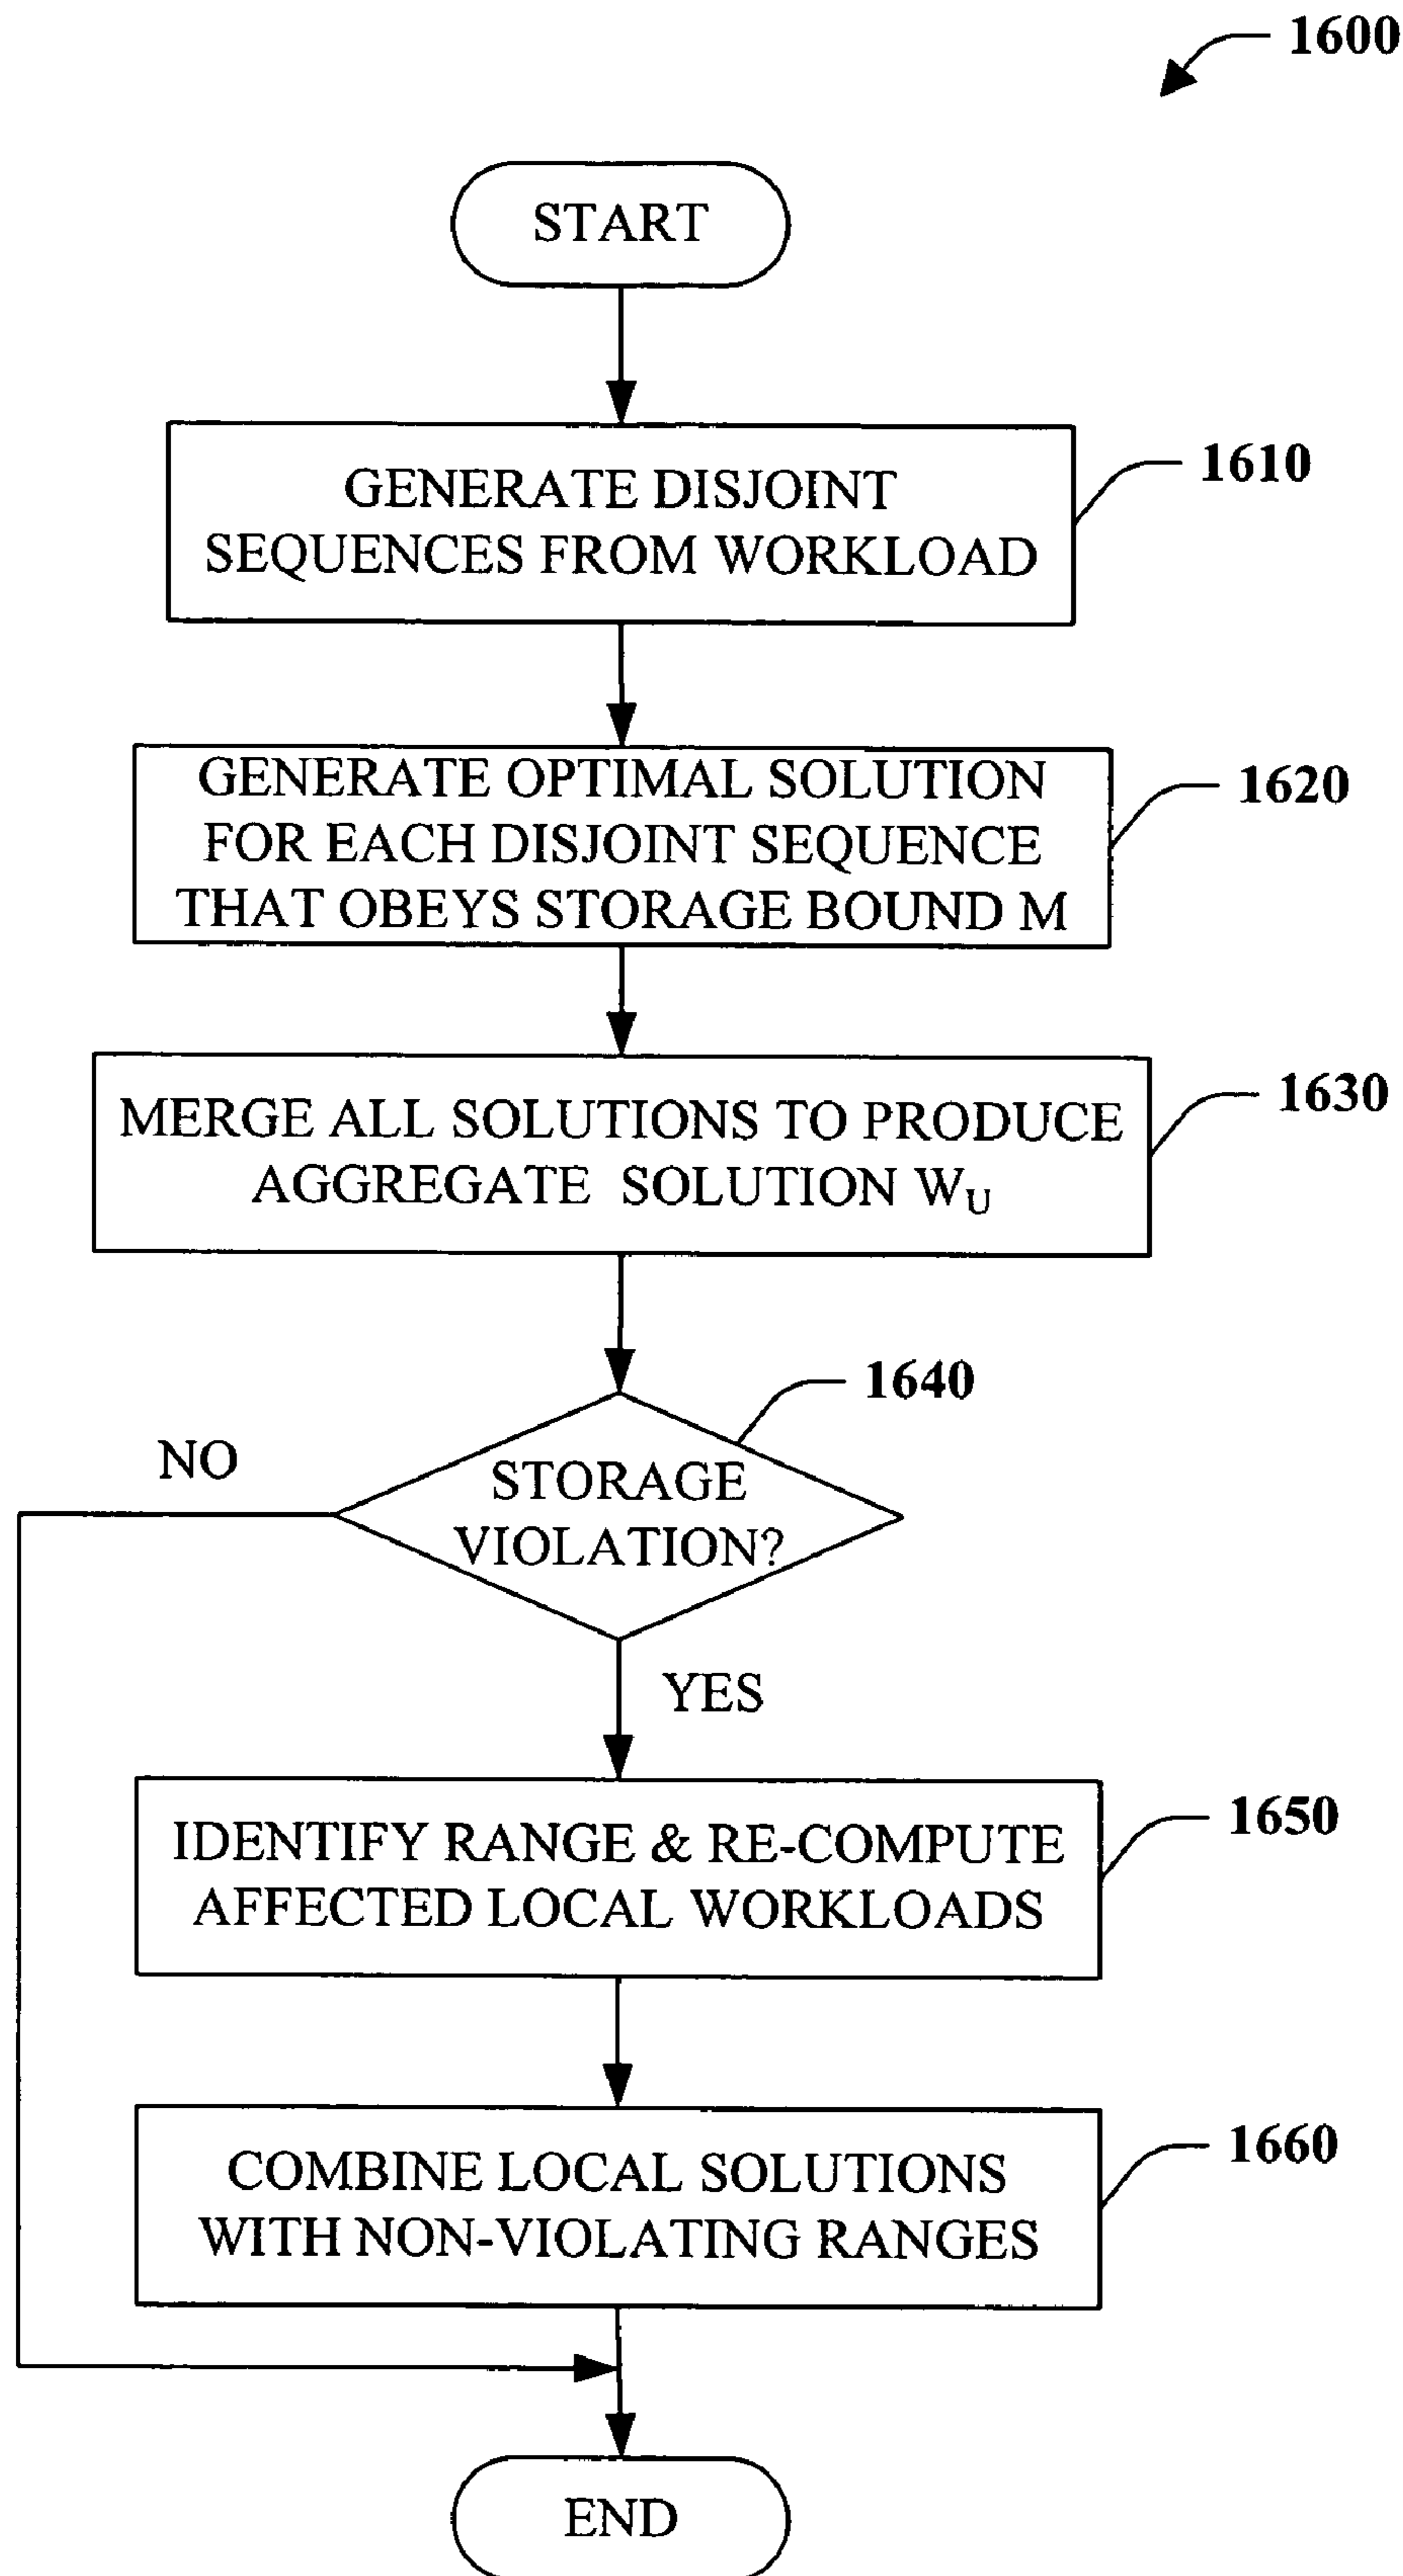 1600
START
GENERATE DISJOINT
SEQUENCES FROM WORKLOAD
1610
GENERATE OPTIMAL SOLUTION
FOR EACH DISJOINT SEQUENCE
THAT OBEYS STORAGE BOUND M
1620
MERGE ALL SOLUTIONS TO PRODUCE
AGGREGATE SOLUTION WU
1630
1640
NO
STORAGE
VIOLATION?
YES
IDENTIFY RANGE & RE-COMPUTE
AFFECTED LOCAL WORKLOADS
1650
COMBINE LOCAL SOLUTIONS
WITH NON-VIOLATING RANGES
1660
END